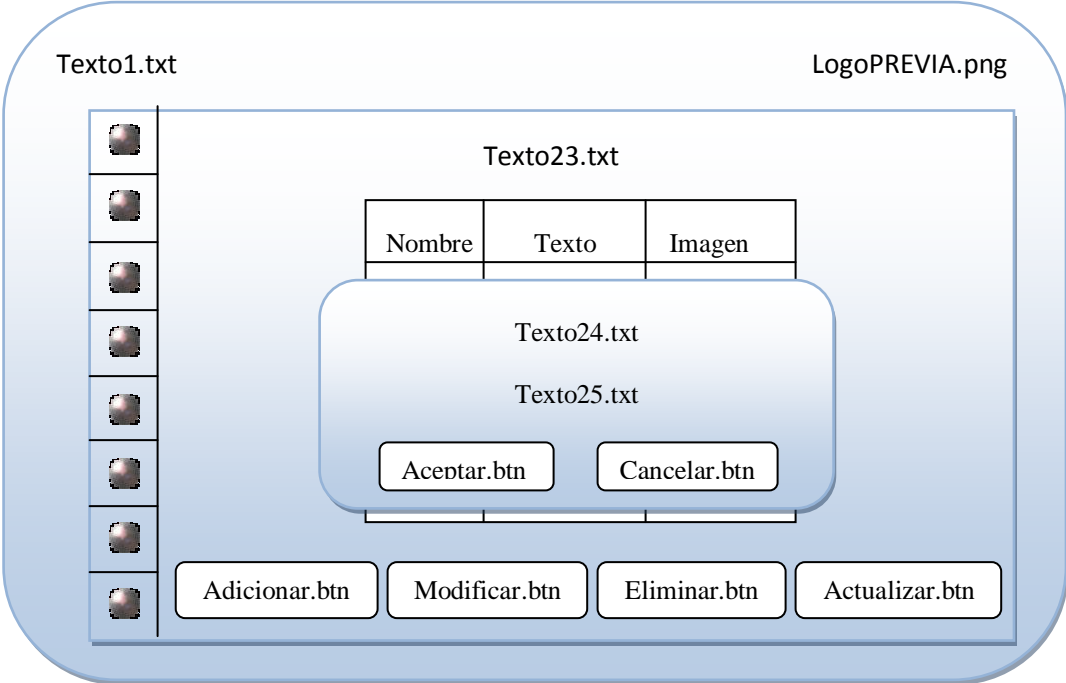 Texto1.txt LogoPREVIA.png
Texto23.txt
Nombre Texto Imagen
Texto24.txt
Texto25.txt
Aceptar.btn Cancelar.btn
Adicionar.btn Modificar.btn Eliminar.btn Actualizar.btn